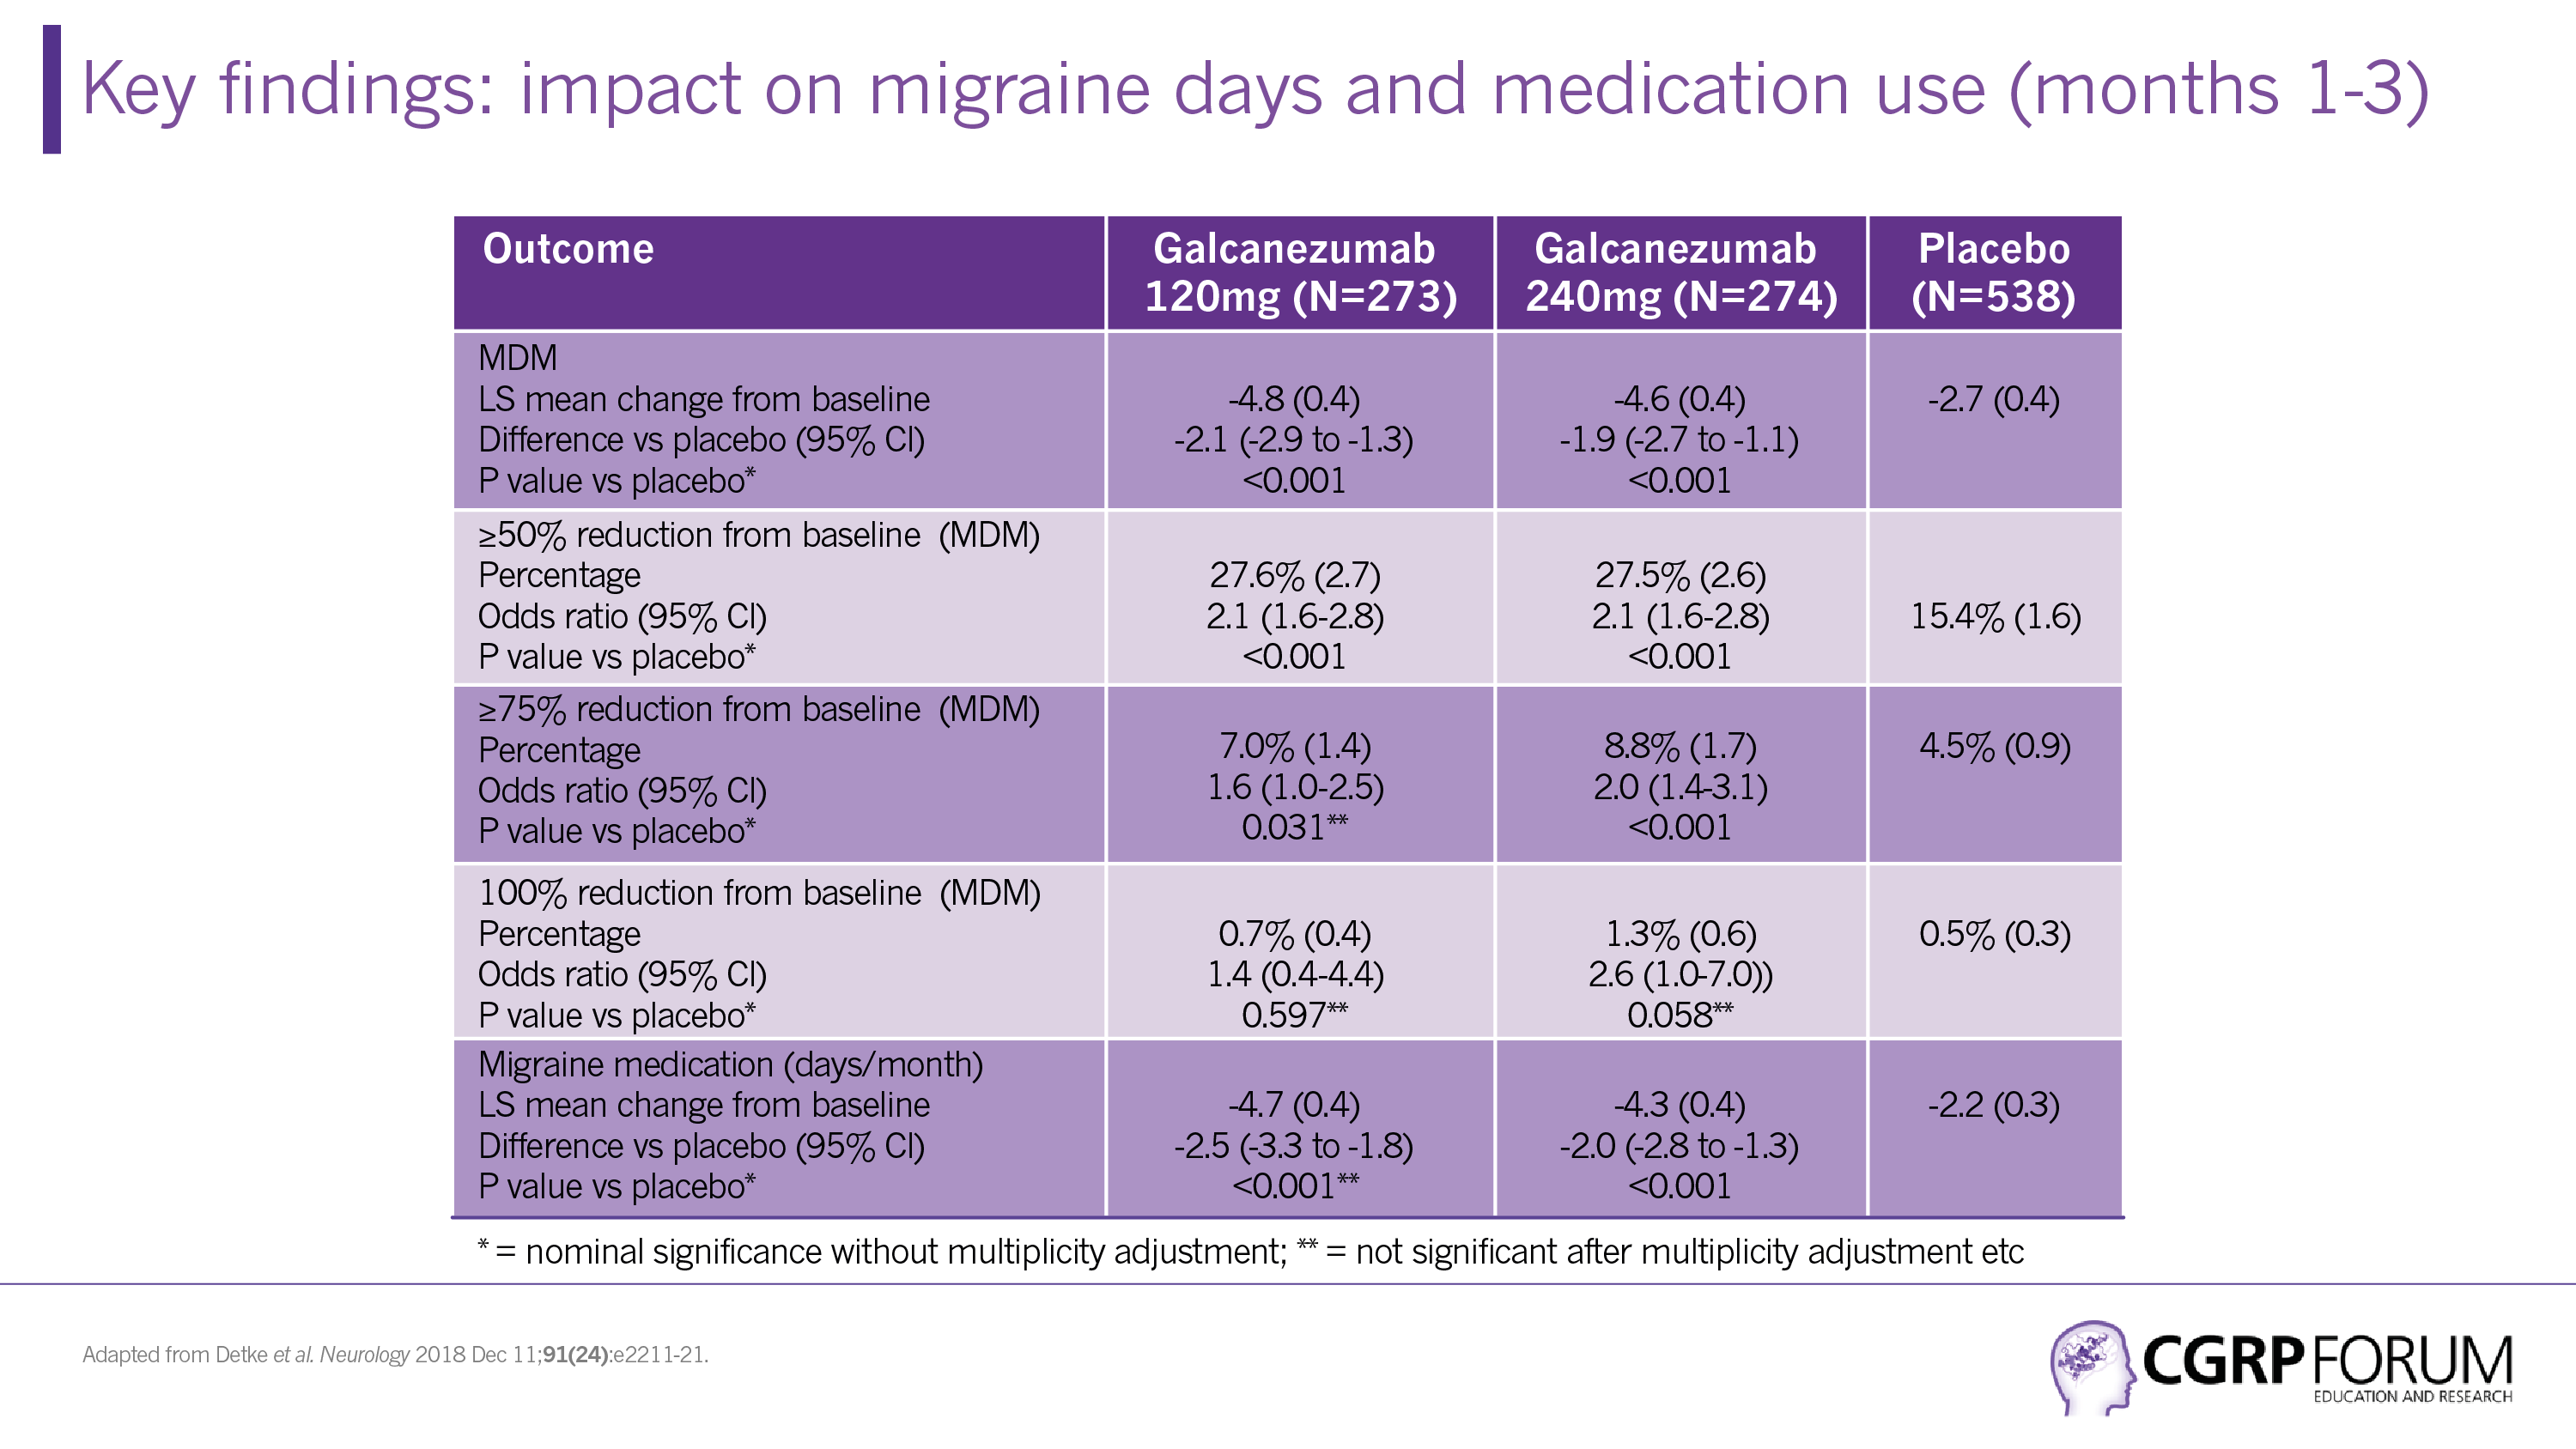 Key findings: impact on migraine days and medication use (months 1-3)
Outcome
Galcanezumab
120mg (N=273)
Galcanezumab
240mg (N=274)
Placebo
(N=538)
MDM
LS mean change from baseline -4.8 (0.4) -4.6 (0.4) -2.7 (0.4)
Difference vs placebo (95% CI) -2.1 (-2.9 to -1.3) -1.9 (-2.7 to -1.1)
P value vs placebo* <0.001 <0.001
≥50% reduction from baseline (MDM)
Percentage 27.6% (2.7) 27.5% (2.6)
Odds ratio (95% CI) 2.1 (1.6-2.8) 2.1 (1.6-2.8) 15.4% (1.6)
P value vs placebo* <0.001 <0.001
≥75% reduction from baseline (MDM)
Percentage 7.0% (1.4) 8.8% (1.7) 4.5% (0.9)
Odds ratio (95% CI) 1.6 (1.0-2.5) 2.0 (1.4-3.1)
P value vs placebo* 0.031** <0.001
100% reduction from baseline (MDM)
Percentage 0.7% (0.4) 1.3% (0.6) 0.5% (0.3)
Odds ratio (95% CI) 1.4 (0.4-4.4) 2.6 (1.0-7.0))
P value vs placebo* 0.597** 0.058**
Migraine medication (days/month)
LS mean change from baseline -4.7 (0.4) -4.3 (0.4) -2.2 (0.3)
Difference vs placebo (95% CI) -2.5 (-3.3 to -1.8) -2.0 (-2.8 to -1.3)
P value vs placebo* <0.001** <0.001
* = nominal significance without multiplicity adjustment; ** = not significant after multiplicity adjustment etc
Adapted from Detke et al. Neurology 2018 Dec 11;91(24):e2211-21.
CGRP FORUM
EDUCATION AND RESEARCH